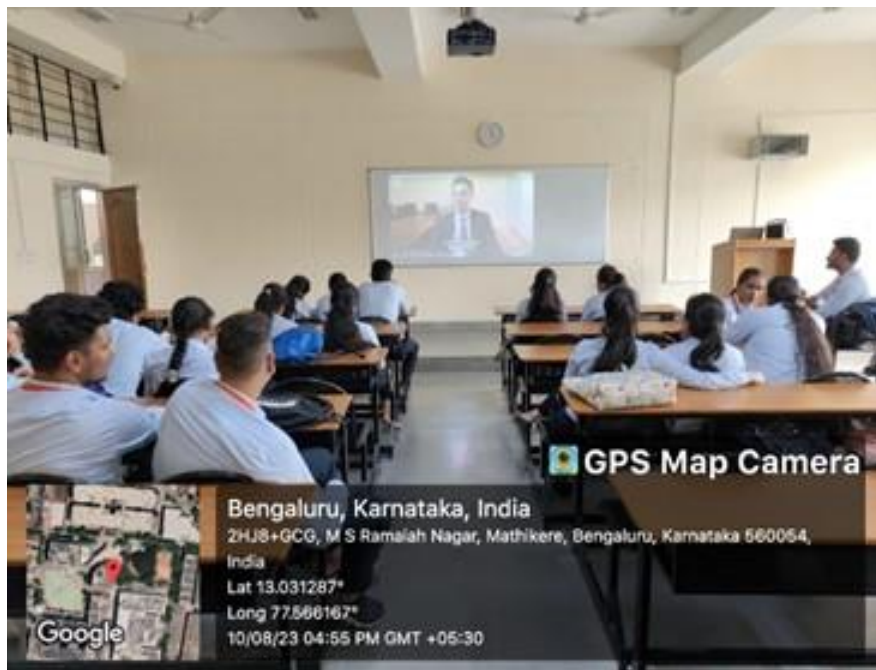 GPS Map Camera
Bengaluru, Karnataka, India
2HJ8+GCG, M S Ramaiah Nagar, Mathikere, Bengaluru, Karnataka 560054,
India
Lat 13.031287°
Long 77.566167°
10/08/23 04:55 PM GMT +05:30
Google